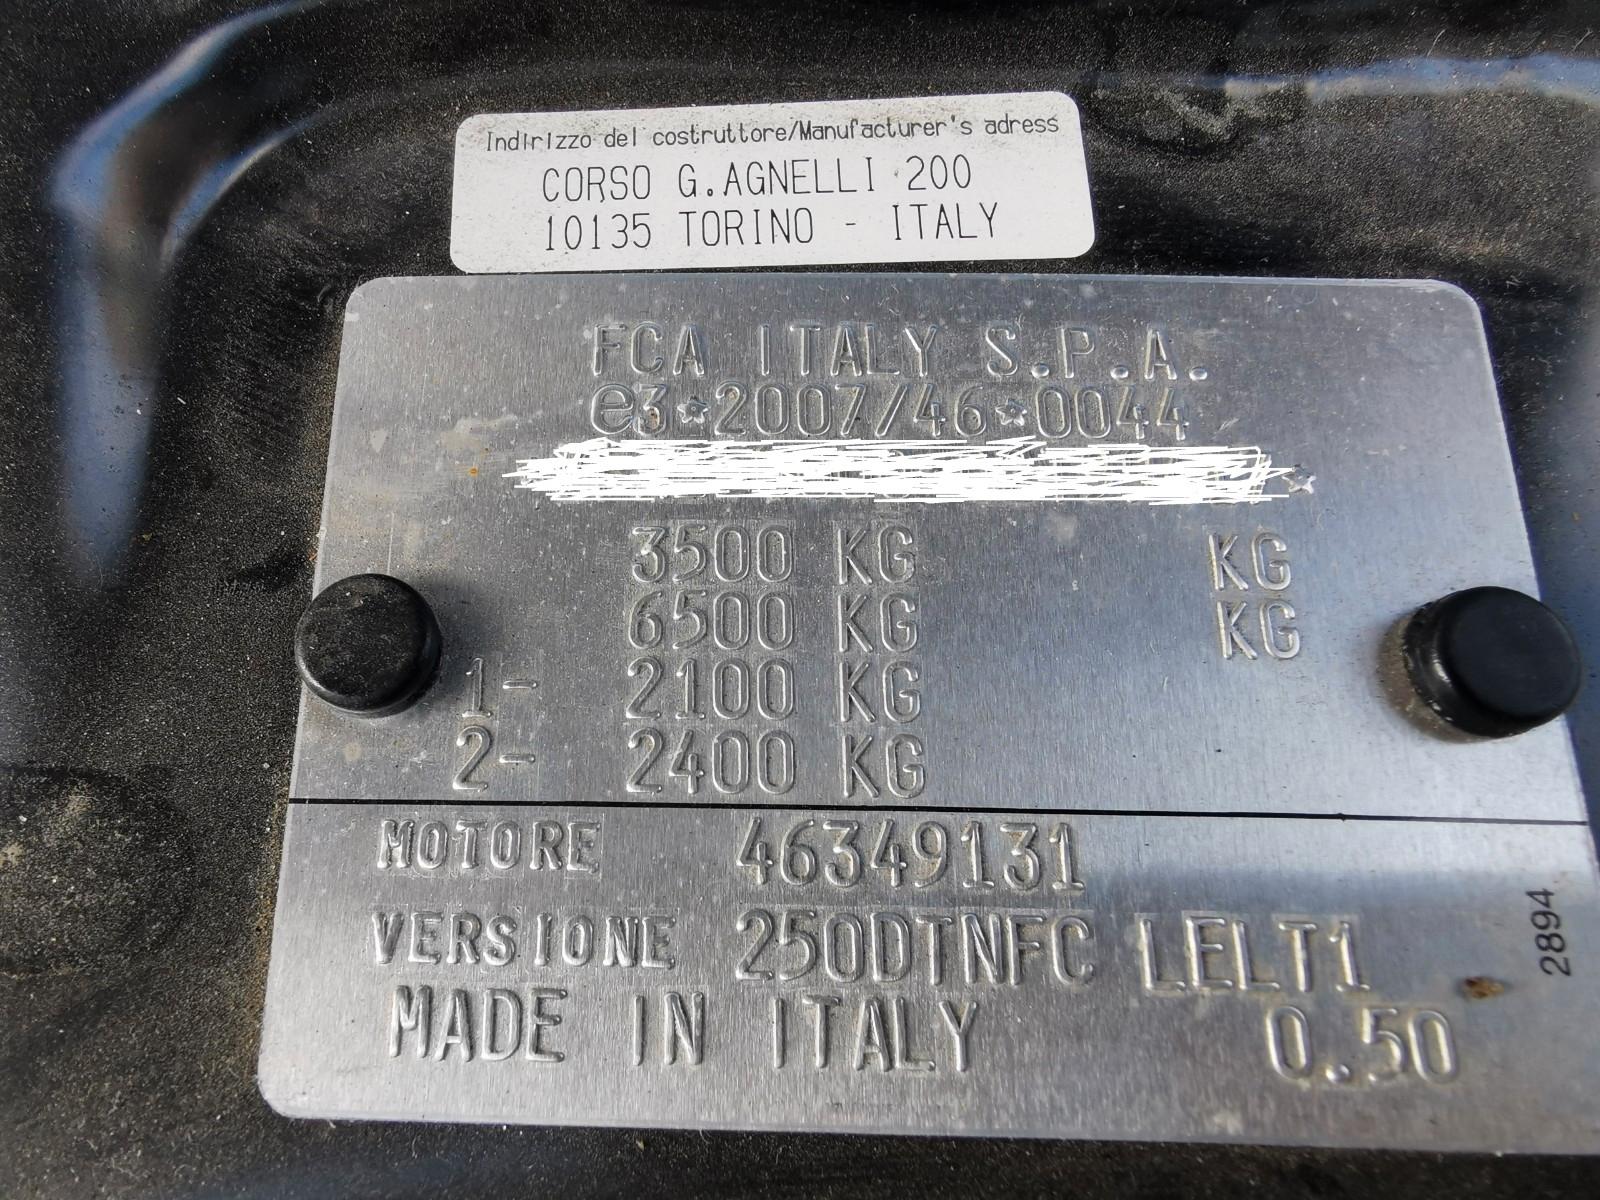 Indirizzo del costruttore/Manufacturer's adress
CORSO G.AGNELLI 200
10135 TORINO - ITALY
FCA ITALY S.P.A.
e3*2007/46*0044
3500 KG KG
6500 KG KG
1- 2100 KG
2- 2400 KG
MOTORE 46349131
VERSIONE 250DTNFC LELT1
MADE IN ITALY 0.50
2894